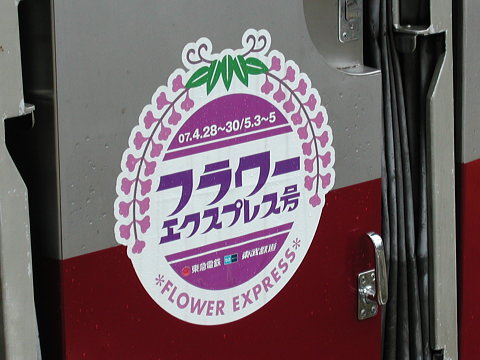 07.4.28~30/5.3~5
フラワー
エクスプレス号
東急電鉄 東武鉄道
*FLOWER EXPRESS*